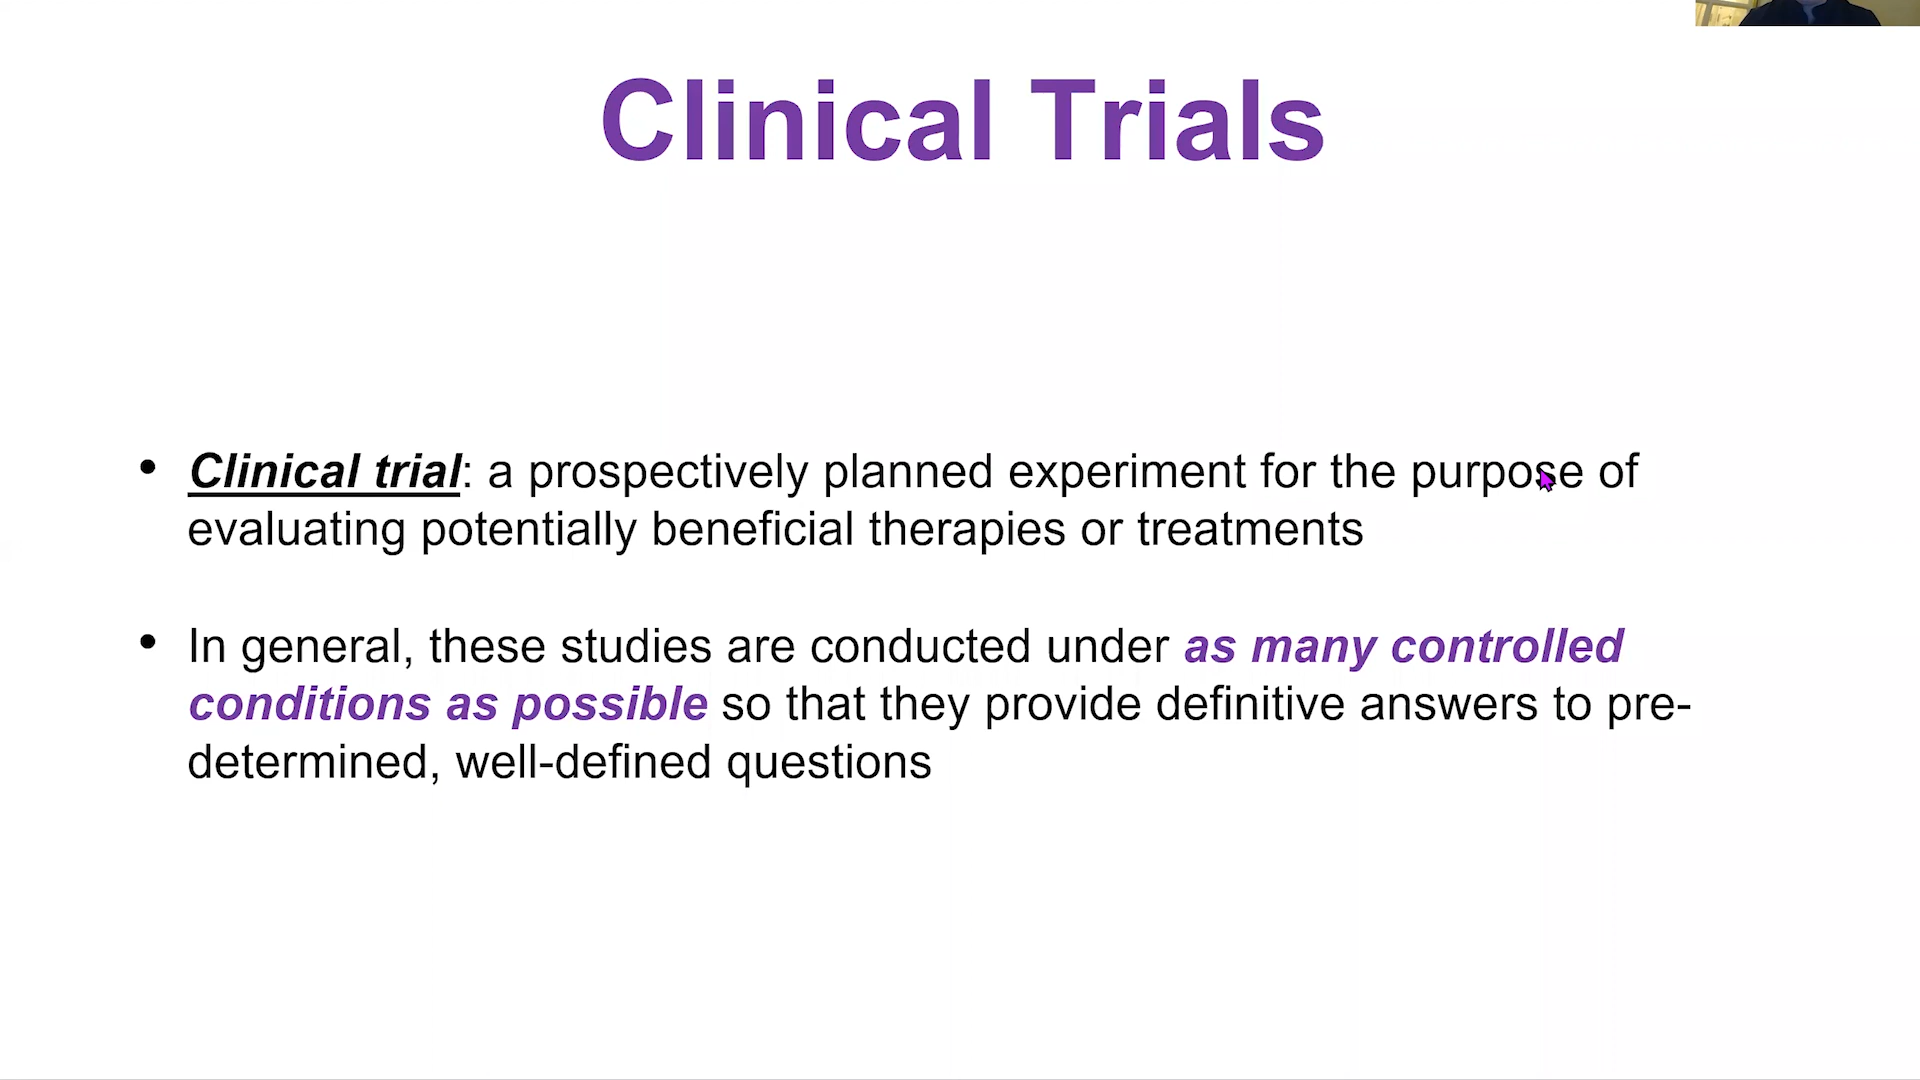 Clinical Trials
• Clinical trial: a prospectively planned experiment for the purpose of
evaluating potentially beneficial therapies or treatments
• In general, these studies are conducted under as many controlled
conditions as possible so that they provide definitive answers to pre-
determined, well-defined questions